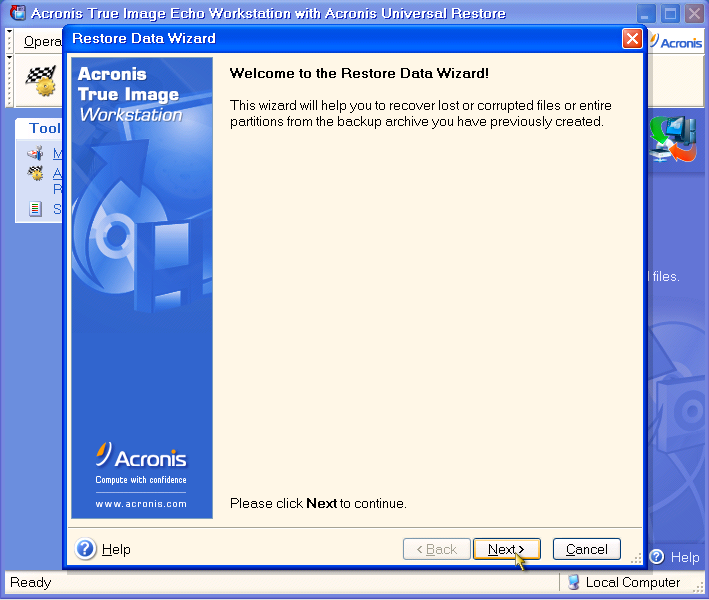 Acronis True Image Echo Workstation with Acronis Universal Restore
Opera
Acronis
Restore Data Wizard
Tool
M
A
R
S
Acronis
True Image
Workstation
Welcome to the Restore Data Wizard!
This wizard will help you to recover lost or corrupted files or entire
partitions from the backup archive you have previously created.
files.
Acronis
Compute with confidence
www.acronis.com
Please click Next to continue.
Help
< Back
Next >
Cancel
Help
Ready
Local Computer